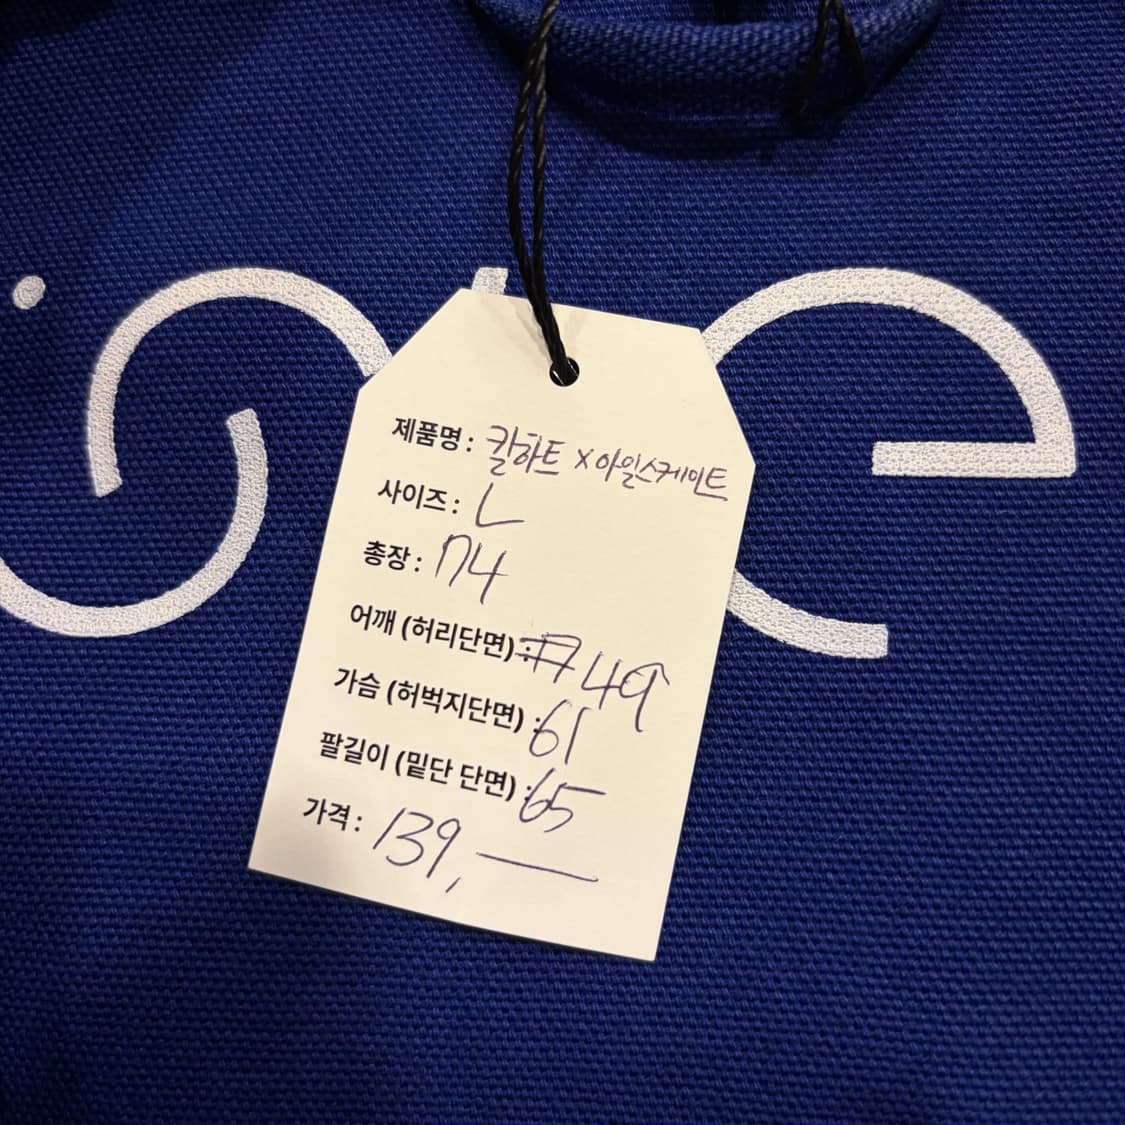 제품명 : 칼하트 x 아일스케이트
사이즈 : L
총장 : 74
어깨 (허리단면) : 49
가슴 (허벅지단면) : 61
팔길이 (밑단 단면) : 65
가격 : 139, —